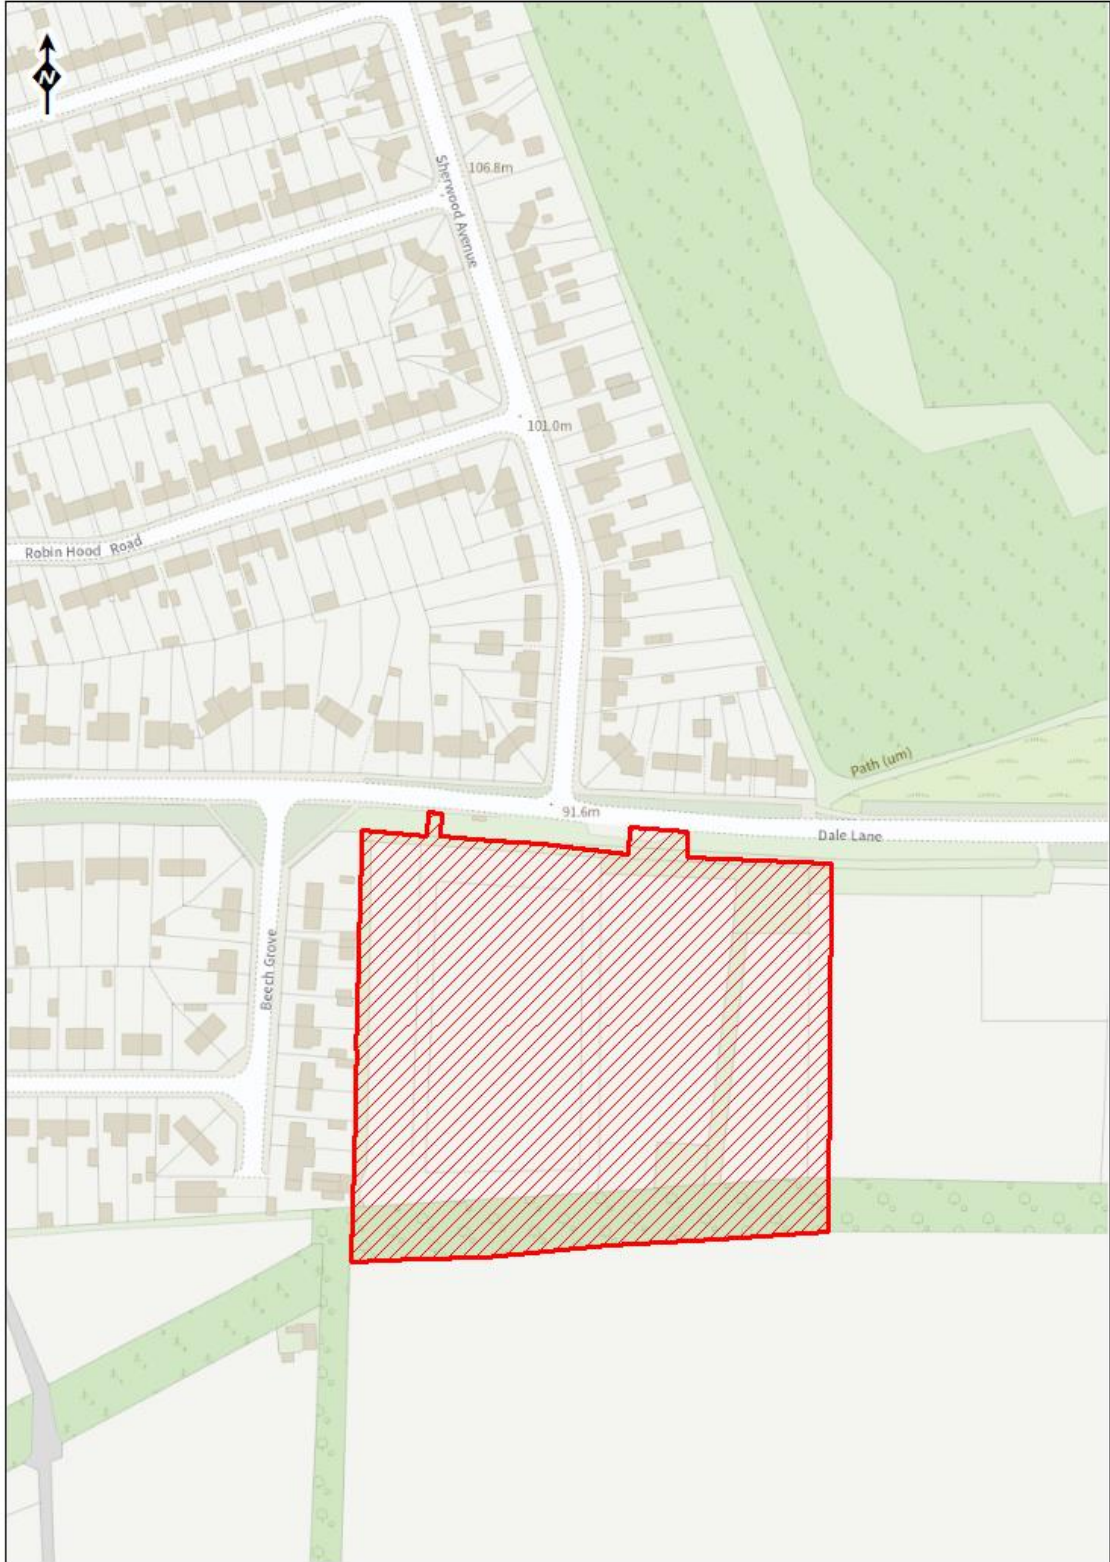 N
106.8m
Sherwood Avenue
101.0m
Robin Hood Road
Path (um)
91.6m
Dale Lane
Beech Grove